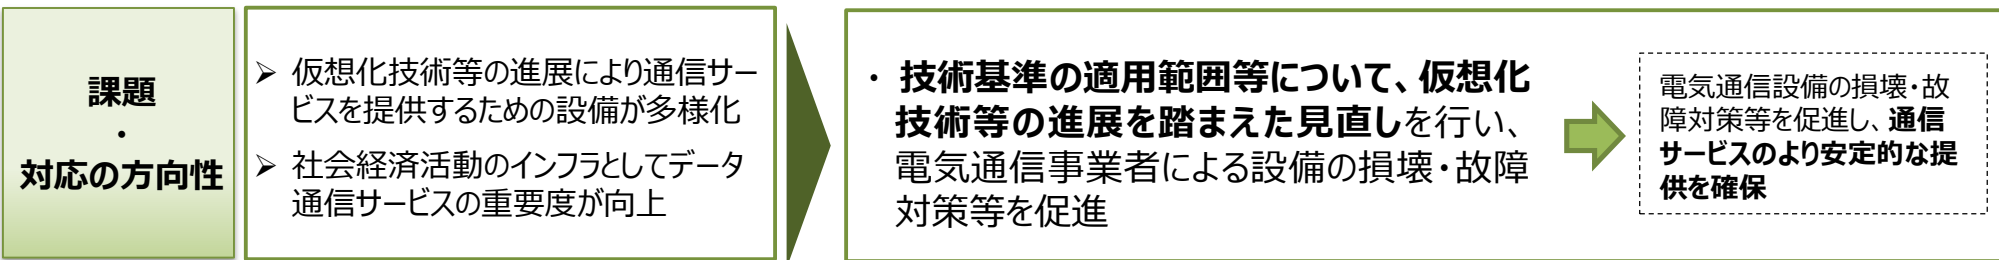 課題
・
対応の方向性
➢ 仮想化技術等の進展により通信サー
ビスを提供するための設備が多様化
➢ 社会経済活動のインフラとしてデータ
通信サービスの重要度が向上
・技術基準の適用範囲等について、仮想化
技術等の進展を踏まえた見直しを行い、
電気通信事業者による設備の損壊・故障
対策等を促進
電気通信設備の損壊・故
障対策等を促進し、通信
サービスのより安定的な提
供を確保